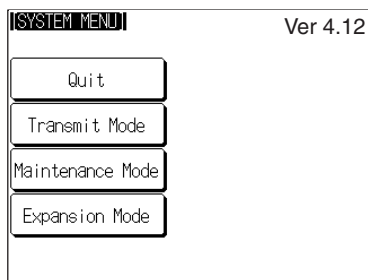 [SYSTEM MENU]
Ver 4.12
Quit
Transmit Mode
Maintenance Mode
Expansion Mode